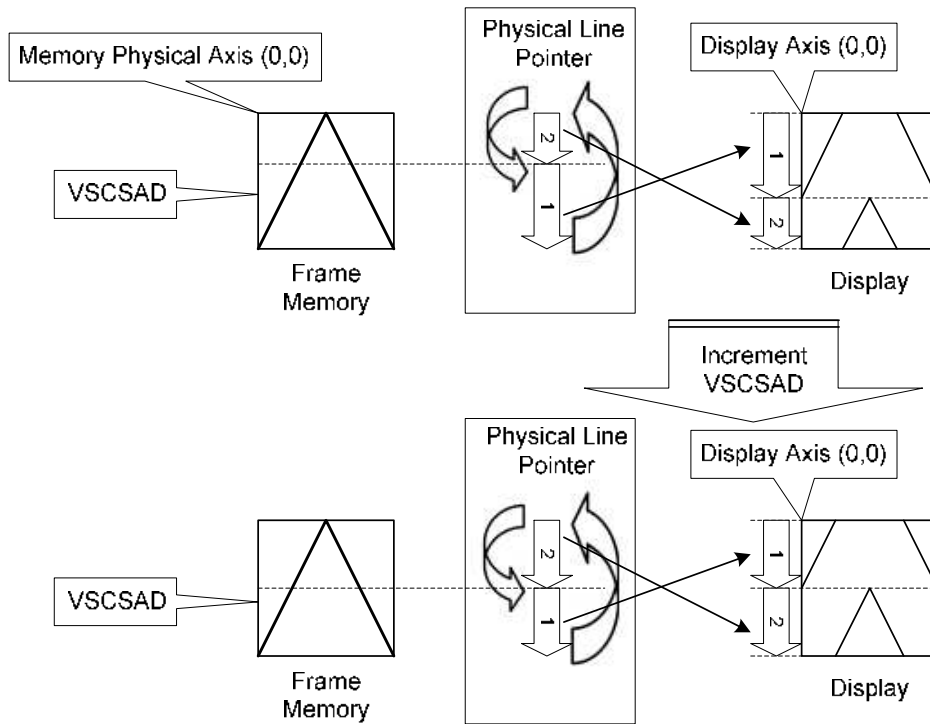 Memory Physical Axis (0,0)
Physical Line
Pointer
Display Axis (0,0)
VSCSAD
2
1
1
2
Frame
Memory
Display
Increment
VSCSAD
Physical Line
Pointer
Display Axis (0,0)
VSCSAD
2
1
1
2
Frame
Memory
Display